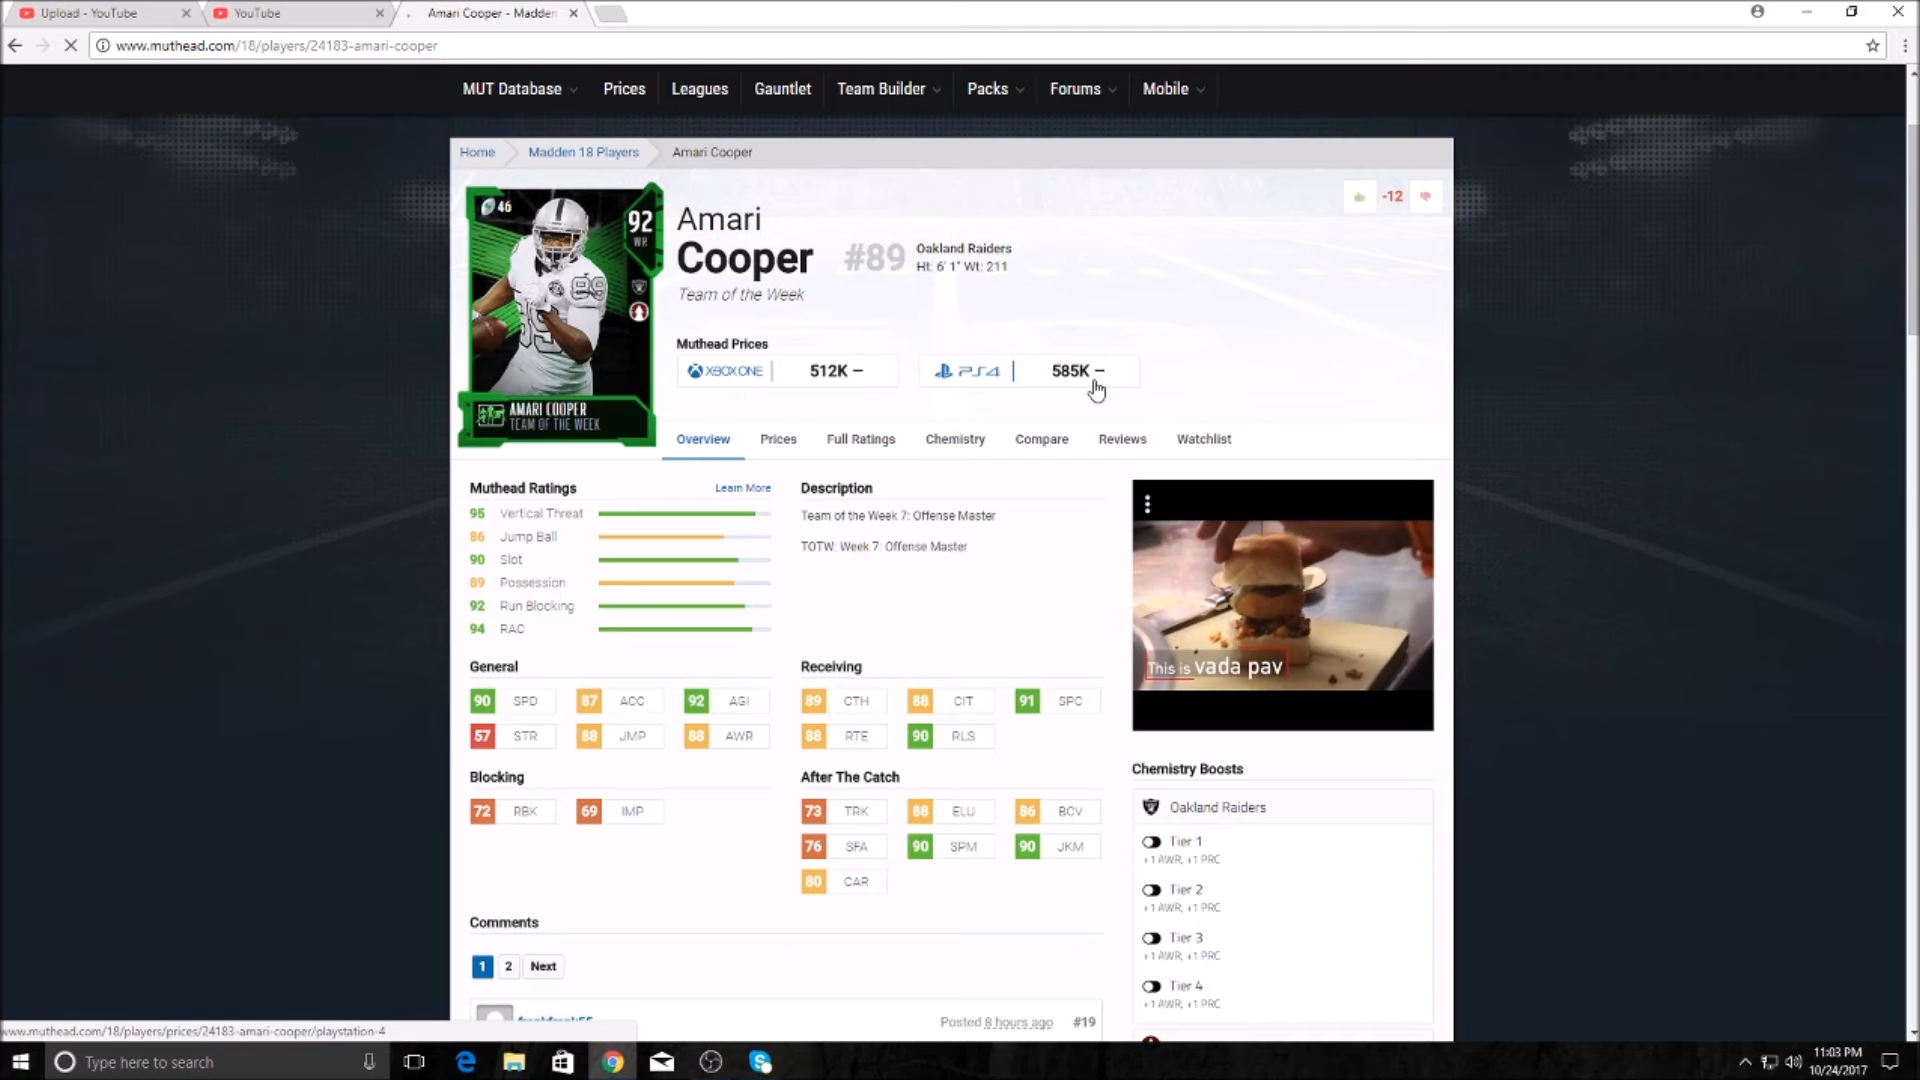 Upload - YouTube
YouTube
Amari Cooper - Madden
www.muthead.com/18/players/24183-amari-cooper
MUT Database Prices Leagues Gauntlet Team Builder Packs Forums Mobile
Home Madden 18 Players Amari Cooper
46
92
WR
89
AMARI COOPER
TEAM OF THE WEEK
Amari
Cooper
#89
Oakland Raiders
Ht: 6' 1" Wt: 211
Team of the Week
-12
Muthead Prices
XBOX ONE 512K –
PS4 585K –
Overview Prices Full Ratings Chemistry Compare Reviews Watchlist
Muthead Ratings Learn More
95 Vertical Threat
86 Jump Ball
90 Slot
89 Possession
92 Run Blocking
94 RAC
Description
Team of the Week 7: Offense Master
TOTW: Week 7: Offense Master
This is vada pav
General
90 SPD 87 ACC 92 AGI
57 STR 88 JMP 88 AWR
Receiving
89 CTH 88 CIT 91 SPC
88 RTE 90 RLS
Blocking
72 RBK 69 IMP
After The Catch
73 TRK 88 ELU 86 BCV
76 SFA 90 SPM 90 JKM
80 CAR
Chemistry Boosts
Oakland Raiders
Tier 1
+1 AWR, +1 PRC
Tier 2
+1 AWR, +1 PRC
Tier 3
+1 AWR, +1 PRC
Tier 4
+1 AWR, +1 PRC
Comments
1 2 Next
Posted 8 hours ago #19
www.muthead.com/18/players/prices/24183-amari-cooper/playstation-4
Type here to search
11:03 PM
10/24/2017